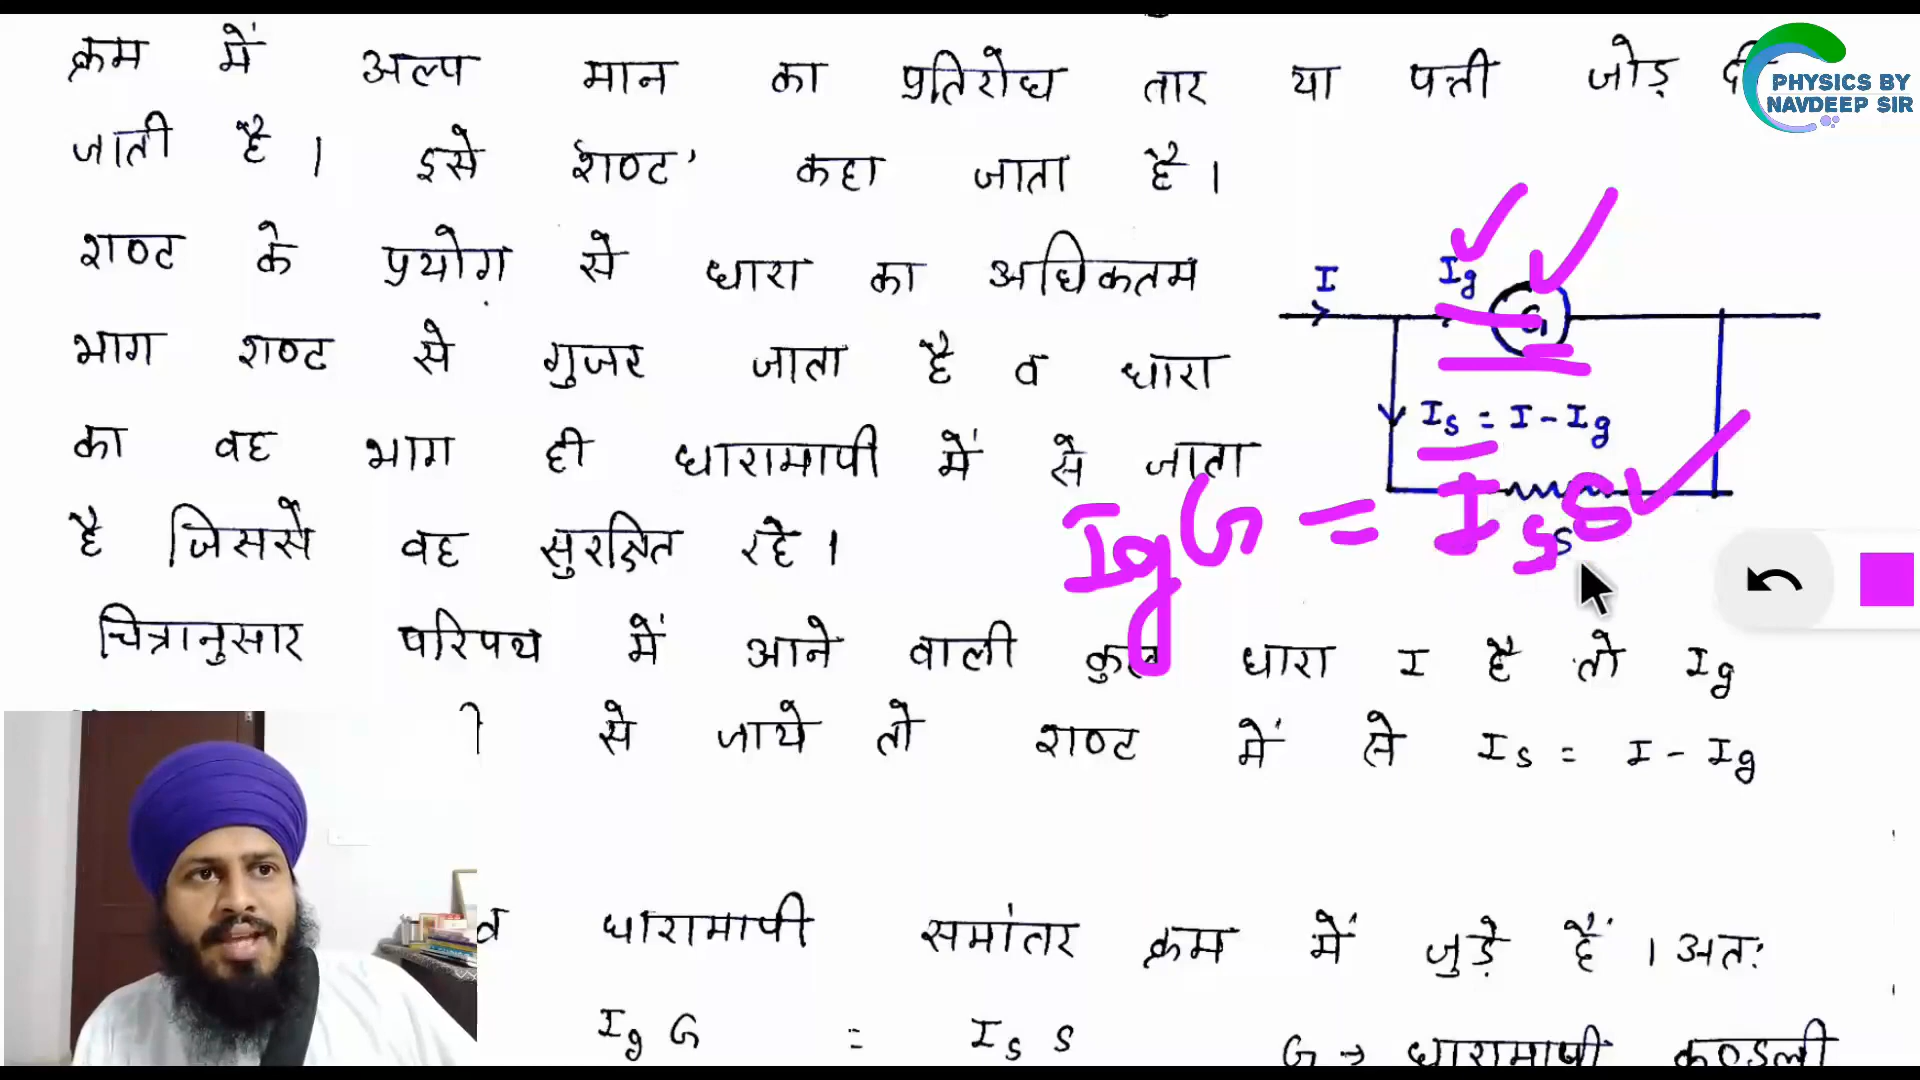 क्रम में अल्प मान का प्रतिरोध तार या पत्ती जोड़ दी
PHYSICS BY
NAVDEEP SIR
जाती है । इसे 'शण्ट' कहा जाता है ।
शण्ट के प्रयोग से धारा का अधिकतम
भाग शण्ट से गुजर जाता है व धारा
का वह भाग ही धारामापी में से जाता
है जिससे वह सुरक्षित रहे ।
I Ig G
Is = I - Ig
S
IgG = IsS
चित्रानुसार परिपथ में आने वाली कुल धारा I है तो Ig
से जाये तो शण्ट में से Is = I - Ig
व धारामापी समांतर क्रम में जुड़े हैं । अतः
Ig G = Is S G → धारामापी कुण्डली